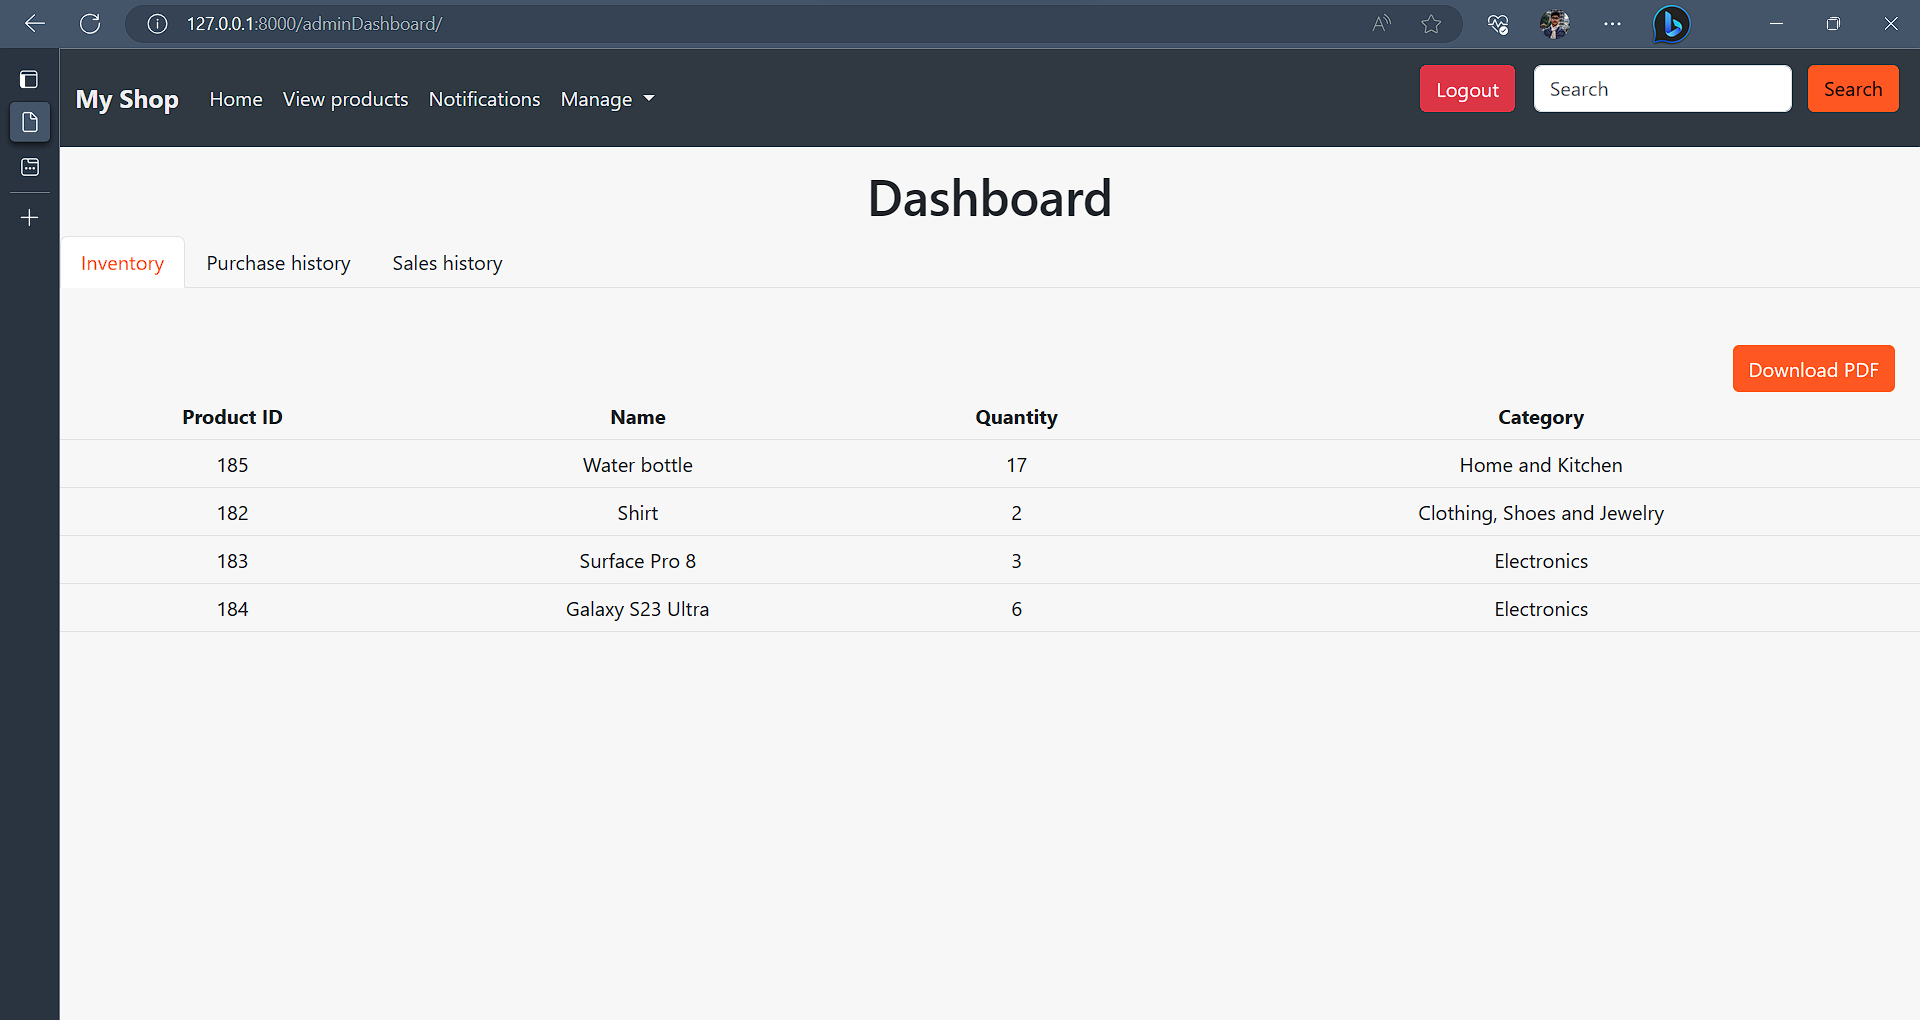 127.0.0.1:8000/adminDashboard/
My Shop Home View products Notifications Manage Logout Search Search
Dashboard
Inventory Purchase history Sales history
Download PDF
Product ID Name Quantity Category
185 Water bottle 17 Home and Kitchen
182 Shirt 2 Clothing, Shoes and Jewelry
183 Surface Pro 8 3 Electronics
184 Galaxy S23 Ultra 6 Electronics